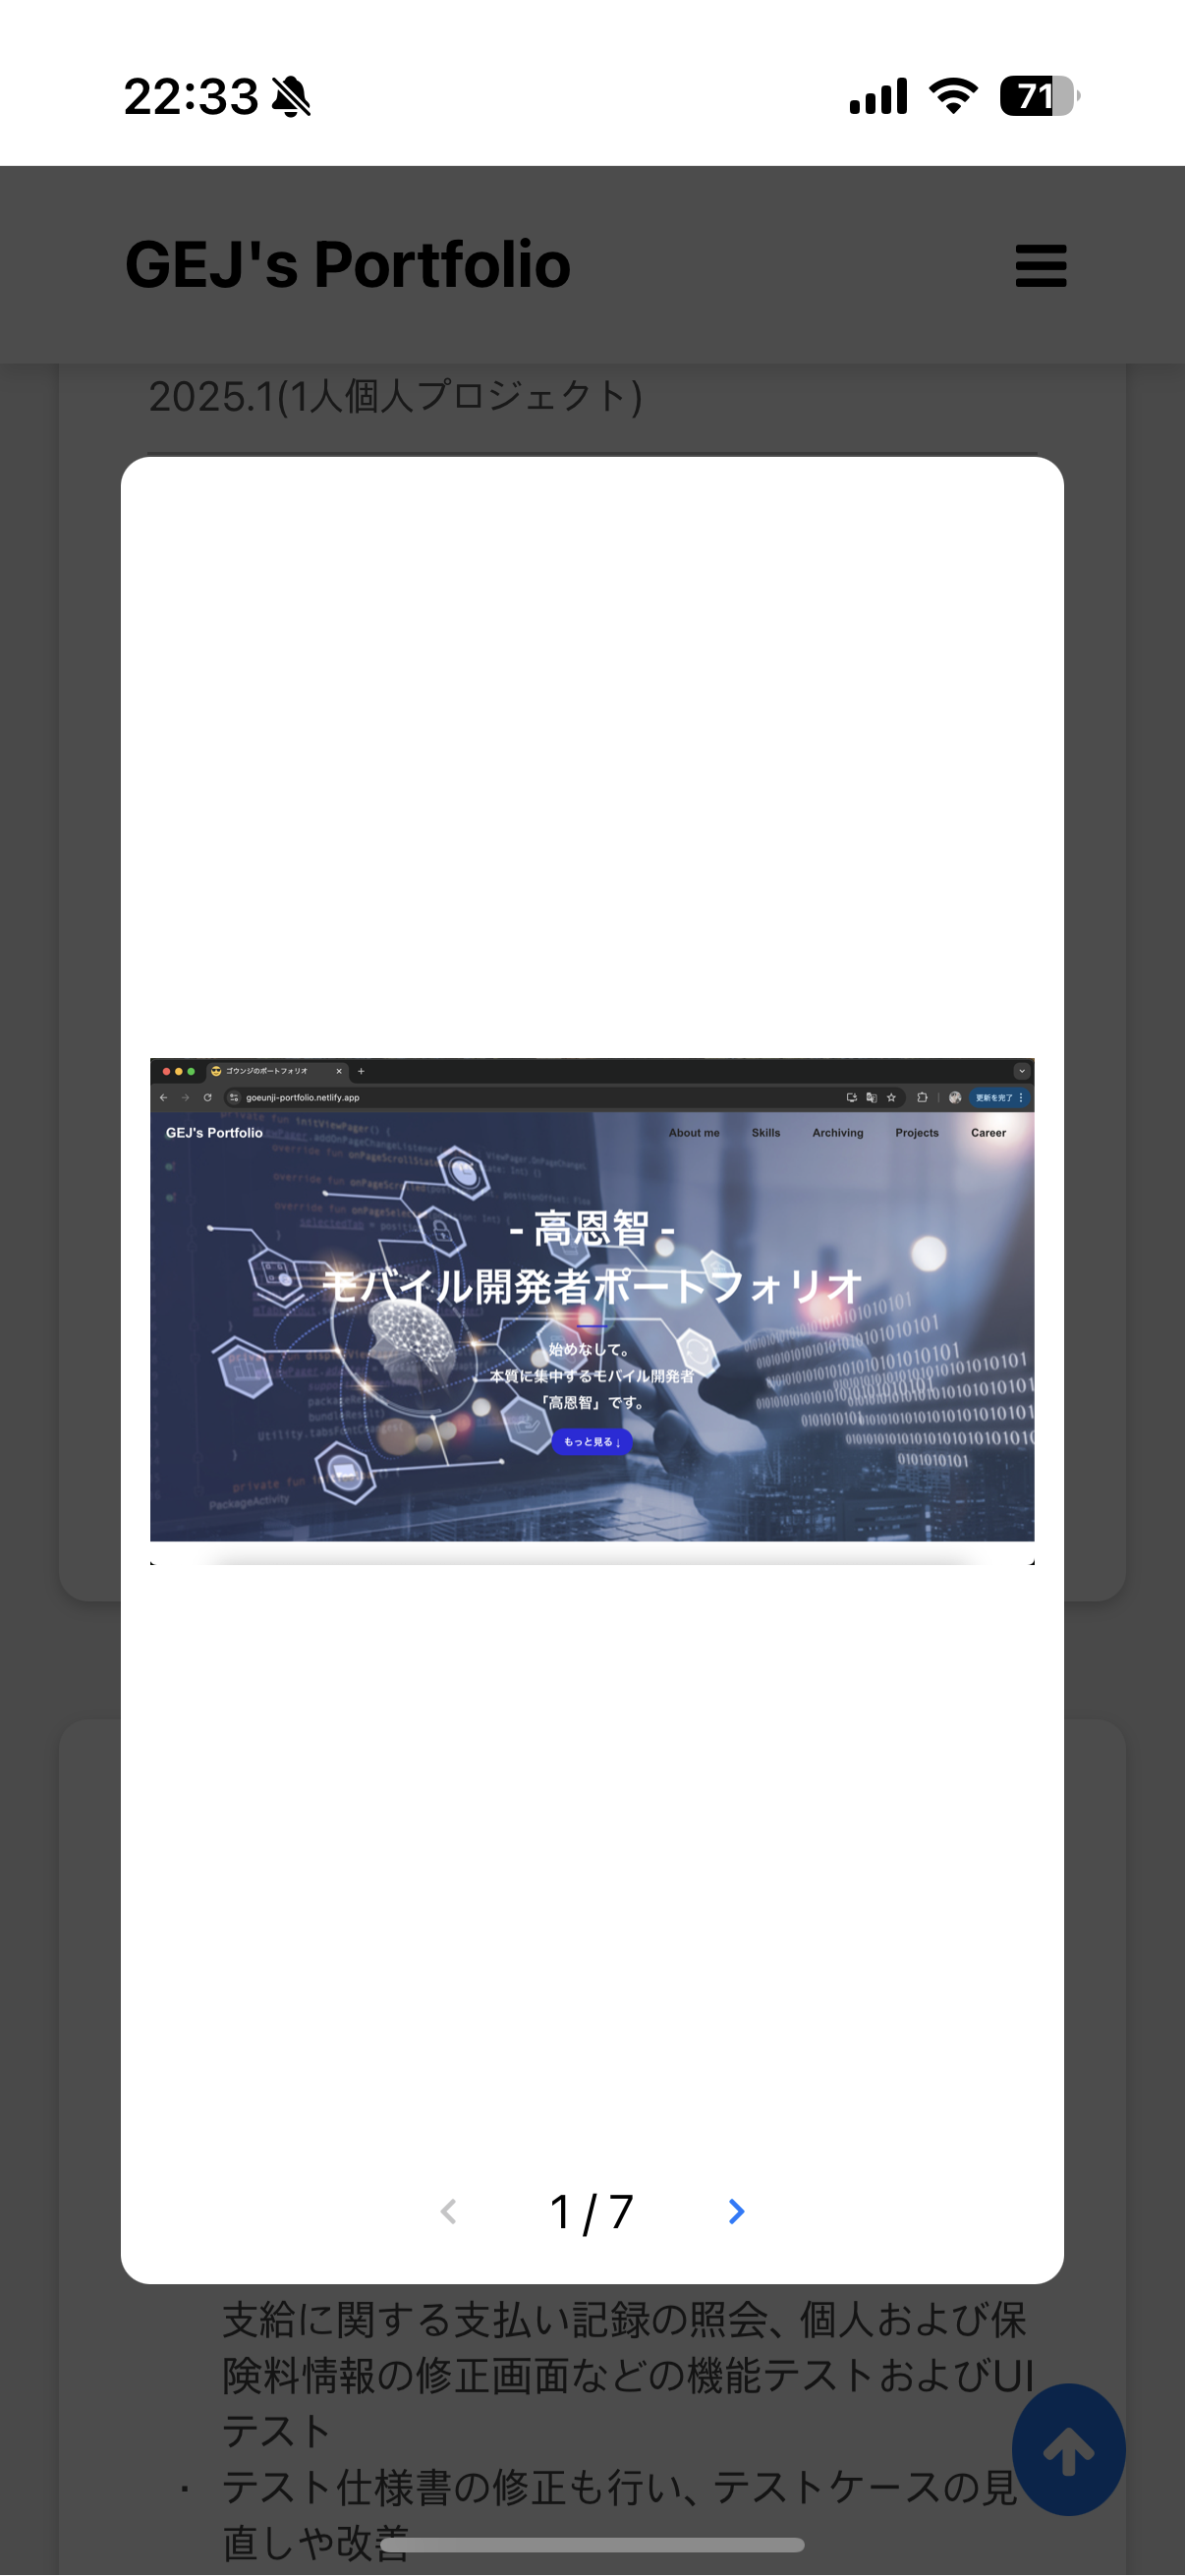 22:33
71
GEJ's Portfolio
2025.1(1人個人プロジェクト)
ゴウンジのポートフォリオ
goeunji-portfolio.netlify.app
更新を完了
GEJ's Portfolio
About me Skills Archiving Projects Career
- 高恩智 -
モバイル開発者ポートフォリオ
始めなして。
本質に集中するモバイル開発者
「高恩智」です。
もっと見る ↓
PackageActivity
1 / 7
支給に関する支払い記録の照会、個人および保
険料情報の修正画面などの機能テストおよびUI
テスト
・ テスト仕様書の修正も行い、テストケースの見
直しや改善